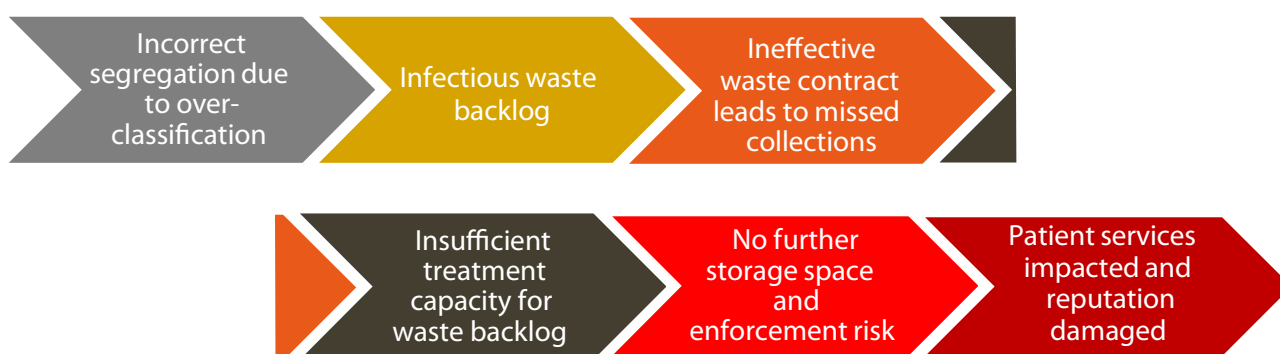 Incorrect
segregation due
to over-
classification
Infectious waste
backlog
Ineffective
waste contract
leads to missed
collections
Insufficient
treatment
capacity for
waste backlog
No further
storage space
and
enforcement risk
Patient services
impacted and
reputation
damaged